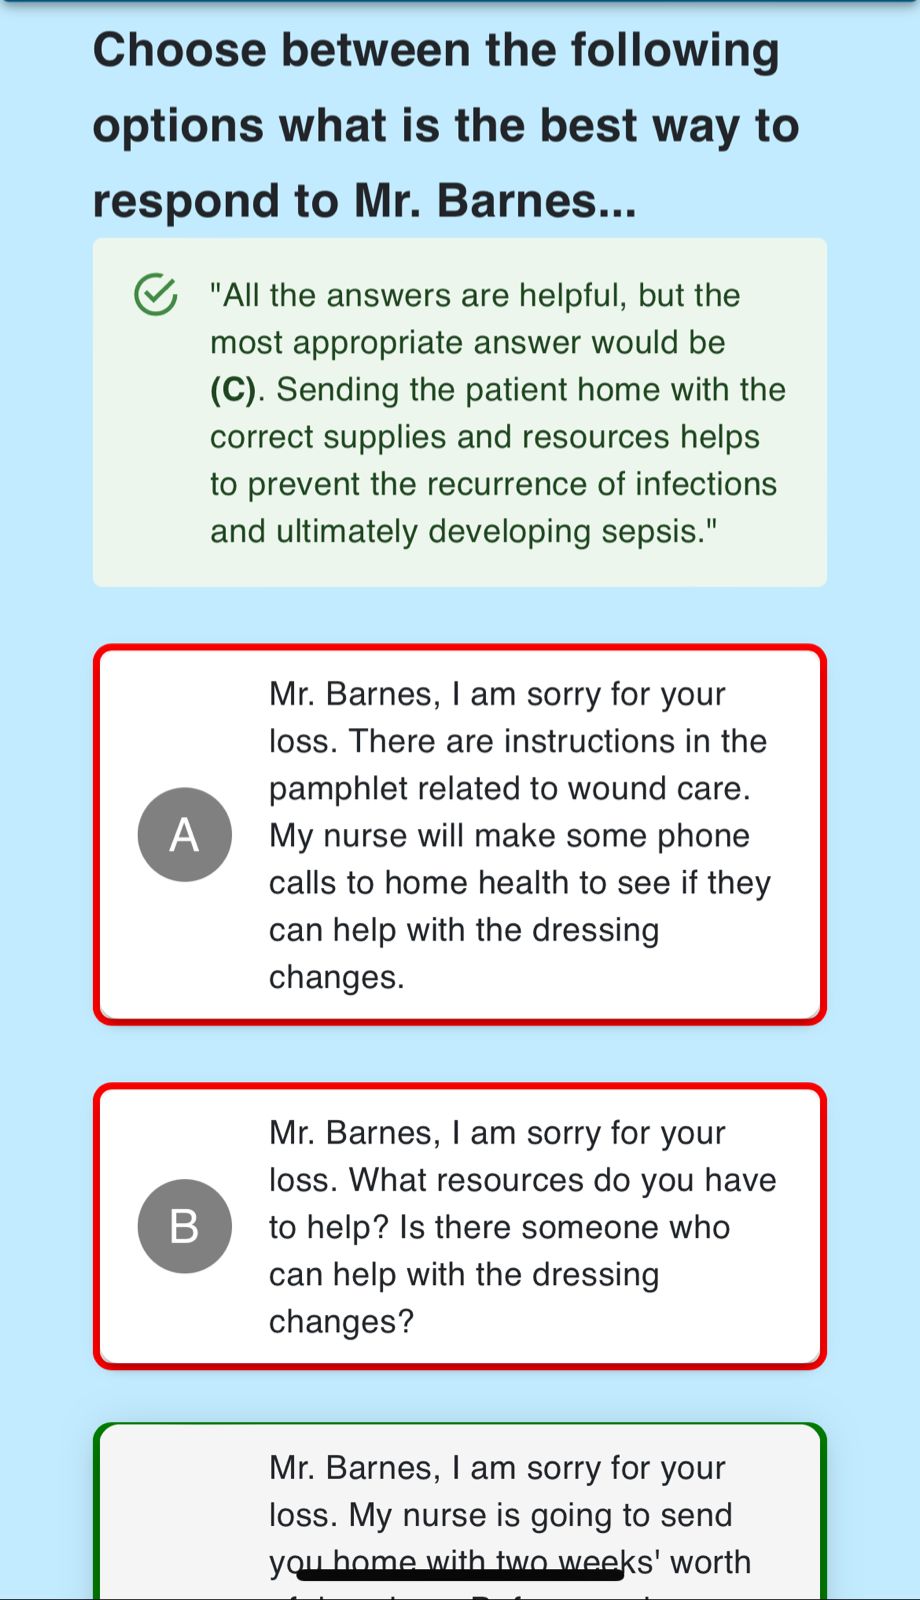 Choose between the following
options what is the best way to
respond to Mr. Barnes...
"All the answers are helpful, but the
most appropriate answer would be
(C). Sending the patient home with the
correct supplies and resources helps
to prevent the recurrence of infections
and ultimately developing sepsis."
Mr. Barnes, I am sorry for your
loss. There are instructions in the
pamphlet related to wound care.
A
My nurse will make some phone
calls to home health to see if they
can help with the dressing
changes.
Mr. Barnes, I am sorry for your
loss. What resources do you have
B
to help? Is there someone who
can help with the dressing
changes?
Mr. Barnes, I am sorry for your
loss. My nurse is going to send
you home with two weeks' worth